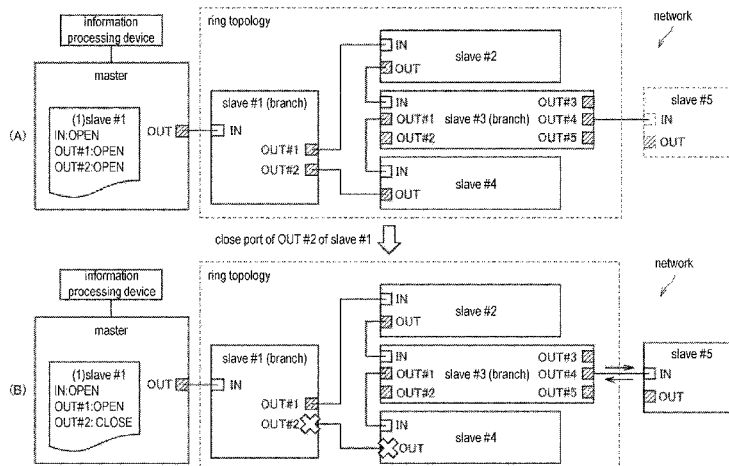 information
processing device
master
(1)slave #1
IN:OPEN
OUT#1:OPEN
OUT#2:OPEN
OUT
(A)
ring topology
network
slave #1 (branch)
IN
OUT#1
OUT#2
IN
slave #2
OUT
IN
OUT#1
OUT#2
slave #3 (branch)
OUT#3
OUT#4
OUT#5
IN
slave #4
OUT
slave #5
IN
OUT
close port of OUT #2 of slave #1
information
processing device
master
(1)slave #1
IN:OPEN
OUT#1:OPEN
OUT#2: CLOSE
OUT
(B)
ring topology
network
slave #1 (branch)
IN
OUT#1
OUT#2
IN
slave #2
OUT
IN
OUT#1
OUT#2
slave #3 (branch)
OUT#3
OUT#4
OUT#5
IN
slave #4
OUT
slave #5
IN
OUT